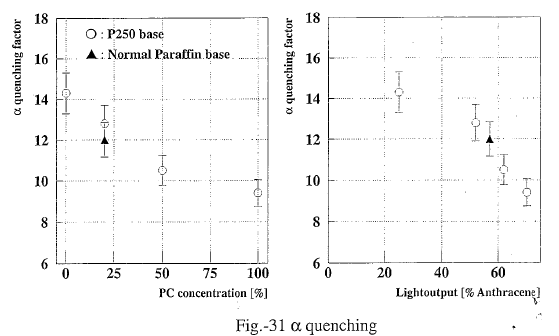 18
16
14
12
10
8
6
α quenching factor
○ : P250 base
▲ : Normal Paraffin base
0 25 50 75 100
PC concentration [%]
18
16
14
12
10
8
6
α quenching factor
0 20 40 60
Lightoutput [% Anthracene]
Fig.-31 α quenching